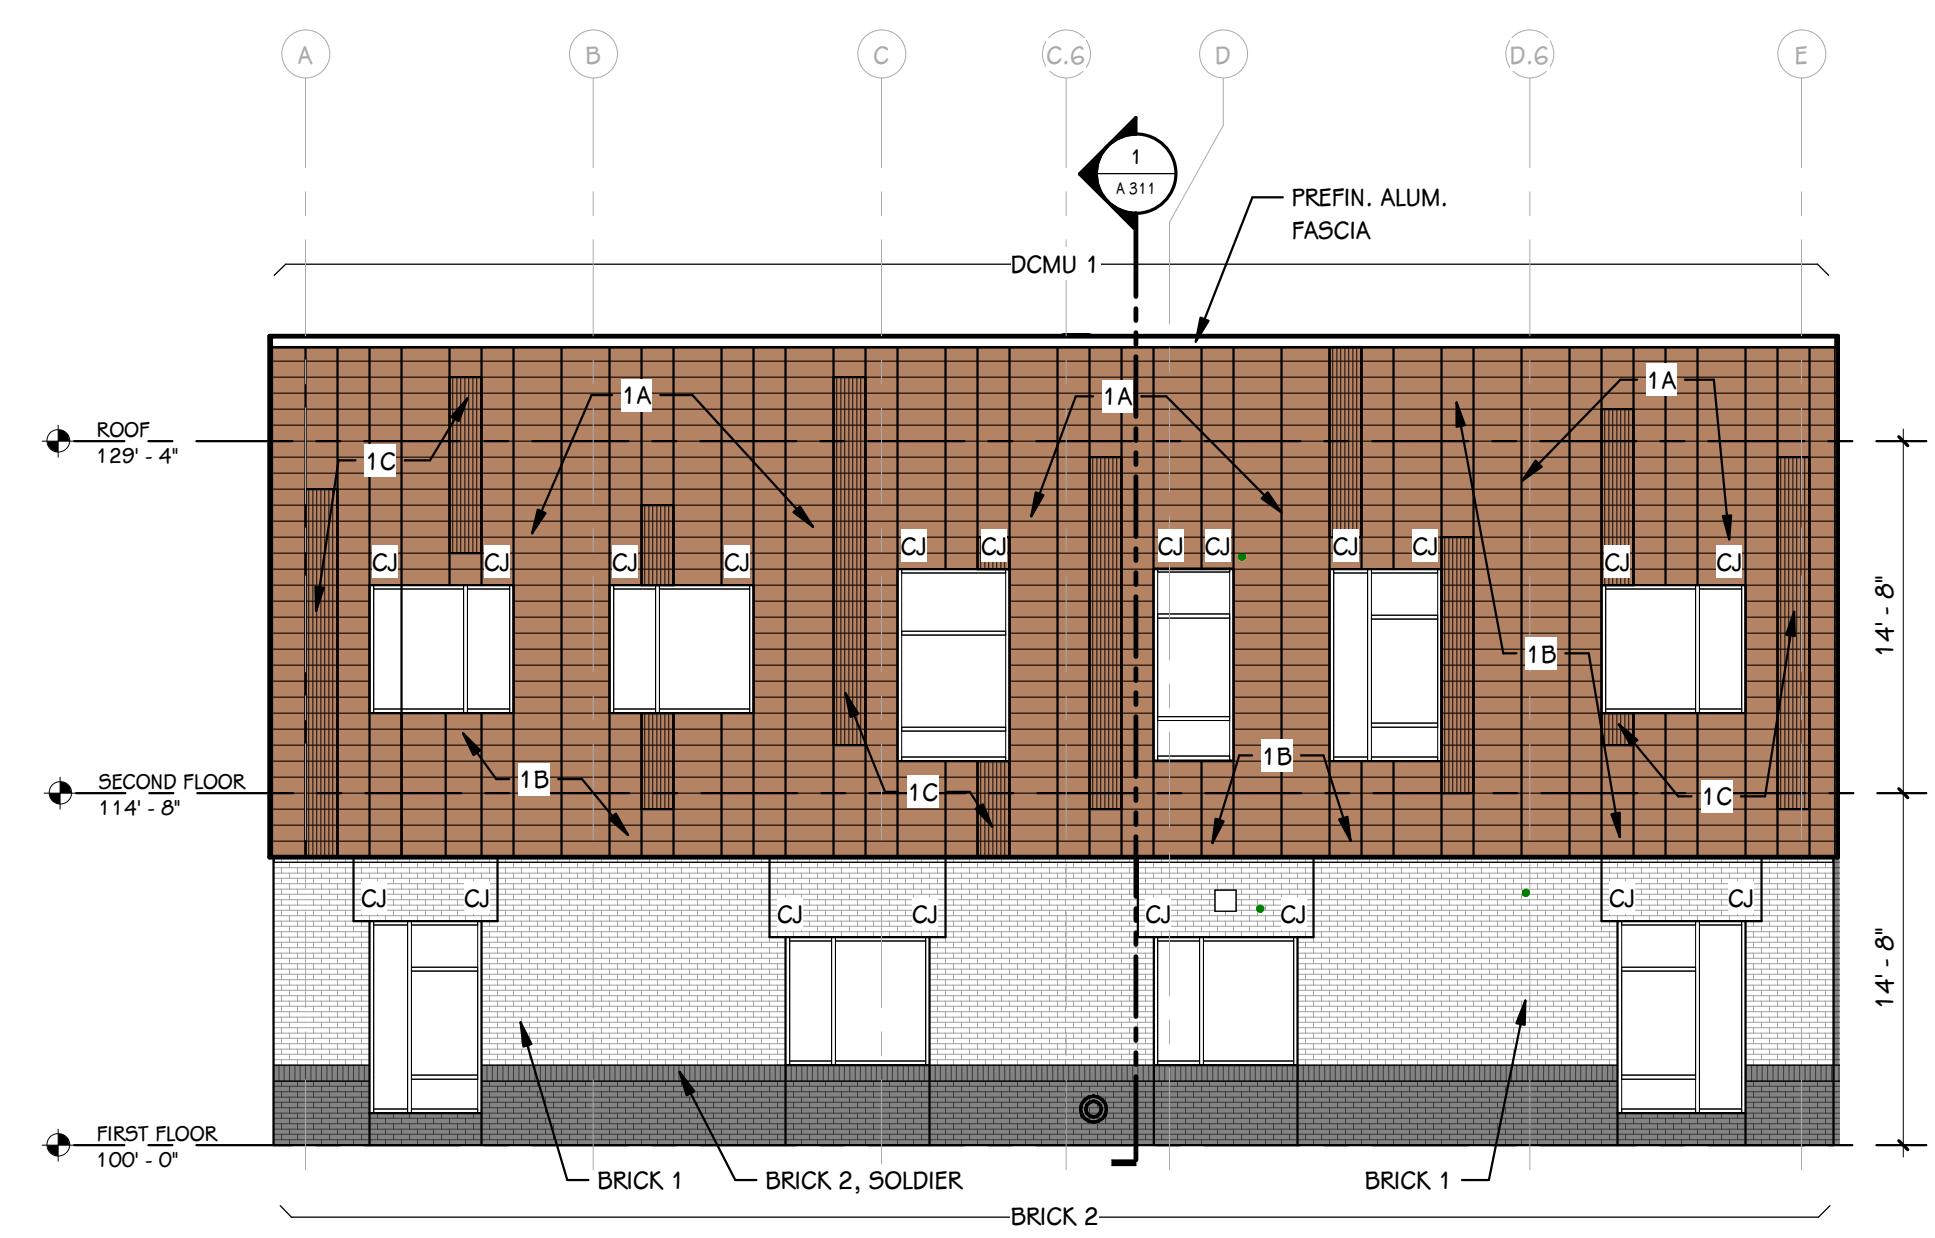 A
B
C
C.6
D
D.6
E
1
A 311
PREFIN. ALUM.
FASCIA
DCMU 1
1A
1A
1A
ROOF
129' - 4"
1C
CJ
CJ
CJ
CJ
CJ
CJ
CJ
CJ
CJ
CJ
CJ
CJ
14' - 8"
1B
SECOND FLOOR
114' - 8"
1B
1C
1B
1C
CJ
CJ
CJ
CJ
CJ
CJ
CJ
CJ
14' - 8"
FIRST FLOOR
100' - 0"
BRICK 1
BRICK 2, SOLDIER
BRICK 1
BRICK 2